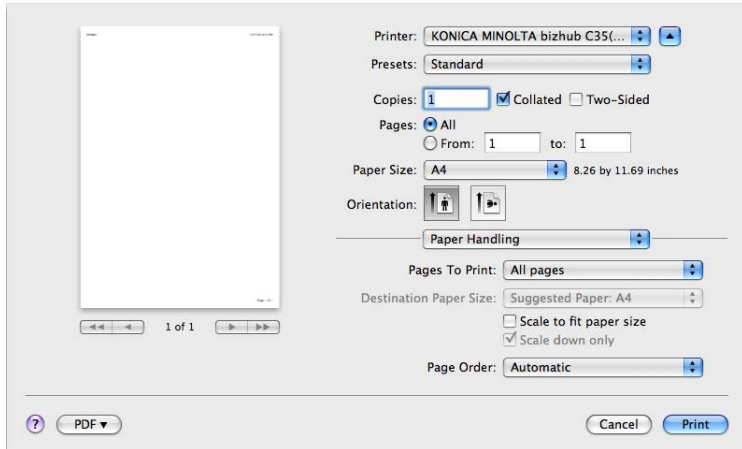 Printer: KONICA MINOLTA bizhub C35(...
Presets: Standard
Copies: 1 Collated Two-Sided
Pages: All
From: 1 to: 1
Paper Size: A4 8.26 by 11.69 inches
Orientation:
Paper Handling
Pages To Print: All pages
Destination Paper Size: Suggested Paper: A4
Scale to fit paper size
Scale down only
Page Order: Automatic
1 of 1
? PDF Cancel Print